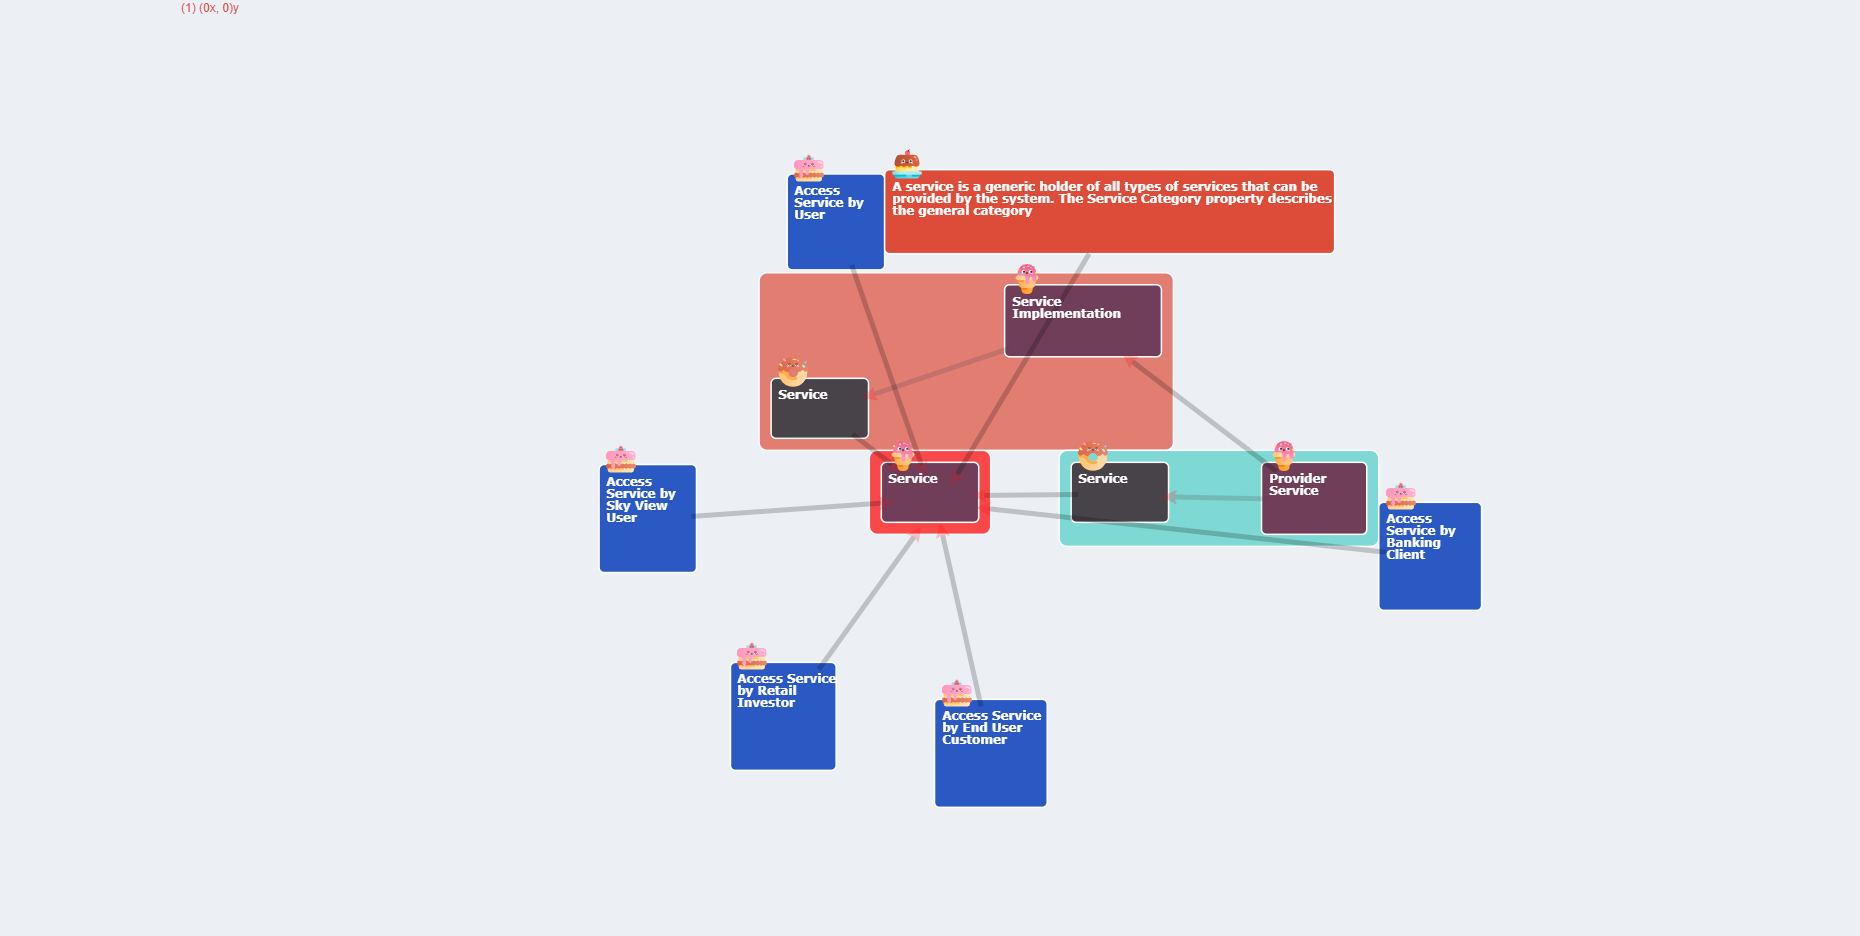 (1) (0x, 0)y
Access
Service by
User
A service is a generic holder of all types of services that can be
provided by the system. The Service Category property describes
the general category
Service
Implementation
Service
Service
Service
Provider
Service
Access
Service by
Sky View
User
Access
Service by
Banking
Client
Access Service
by Retail
Investor
Access Service
by End User
Customer